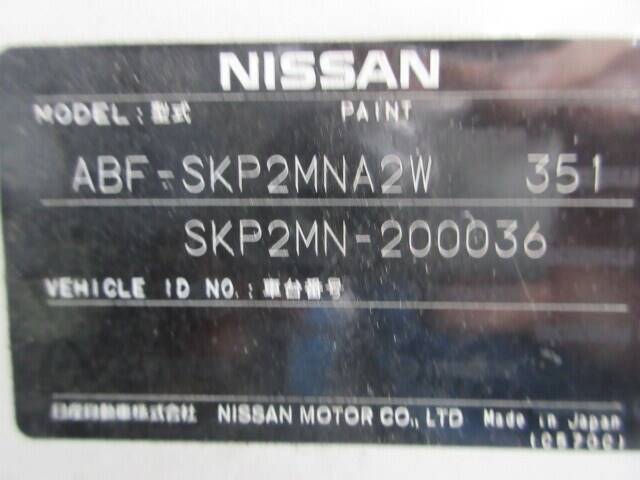 NISSAN
MODEL: 型式 PAINT
ABF-SKP2MNA2W 351
SKP2MN-200036
VEHICLE ID NO.: 車台番号
日産自動車株式会社 NISSAN MOTOR CO., LTD Made in Japan
(C570C)